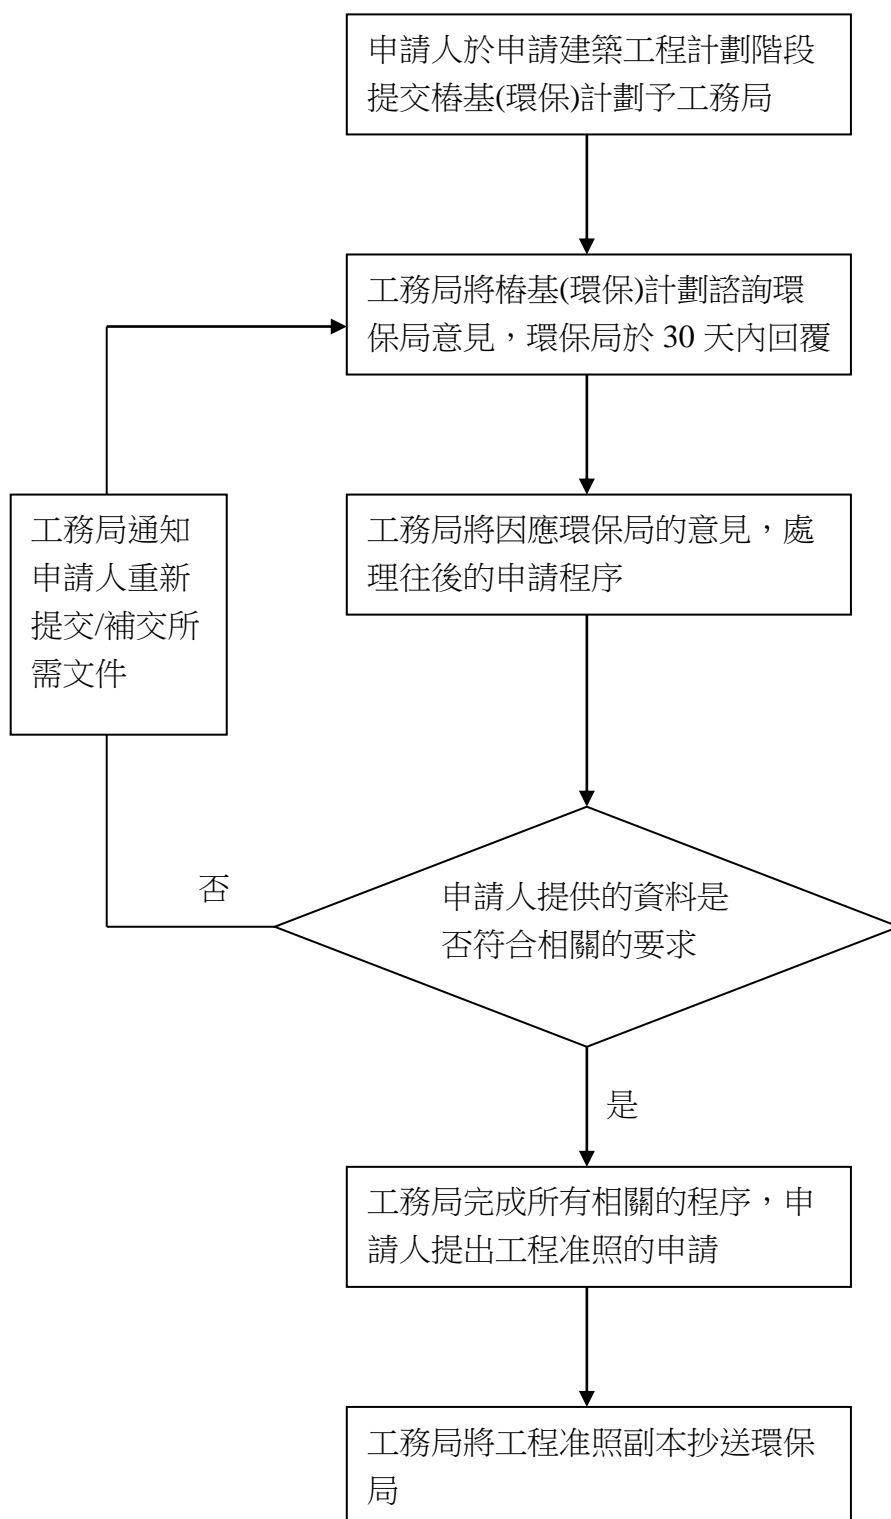 申請人於申請建築工程計劃階段
提交樁基(環保)計劃予工務局
工務局將樁基(環保)計劃諮詢環
保局意見，環保局於 30 天內回覆
工務局通知
申請人重新
提交/補交所
需文件
工務局將因應環保局的意見，處
理往後的申請程序
否
申請人提供的資料是
否符合相關的要求
是
工務局完成所有相關的程序，申
請人提出工程准照的申請
工務局將工程准照副本抄送環保
局